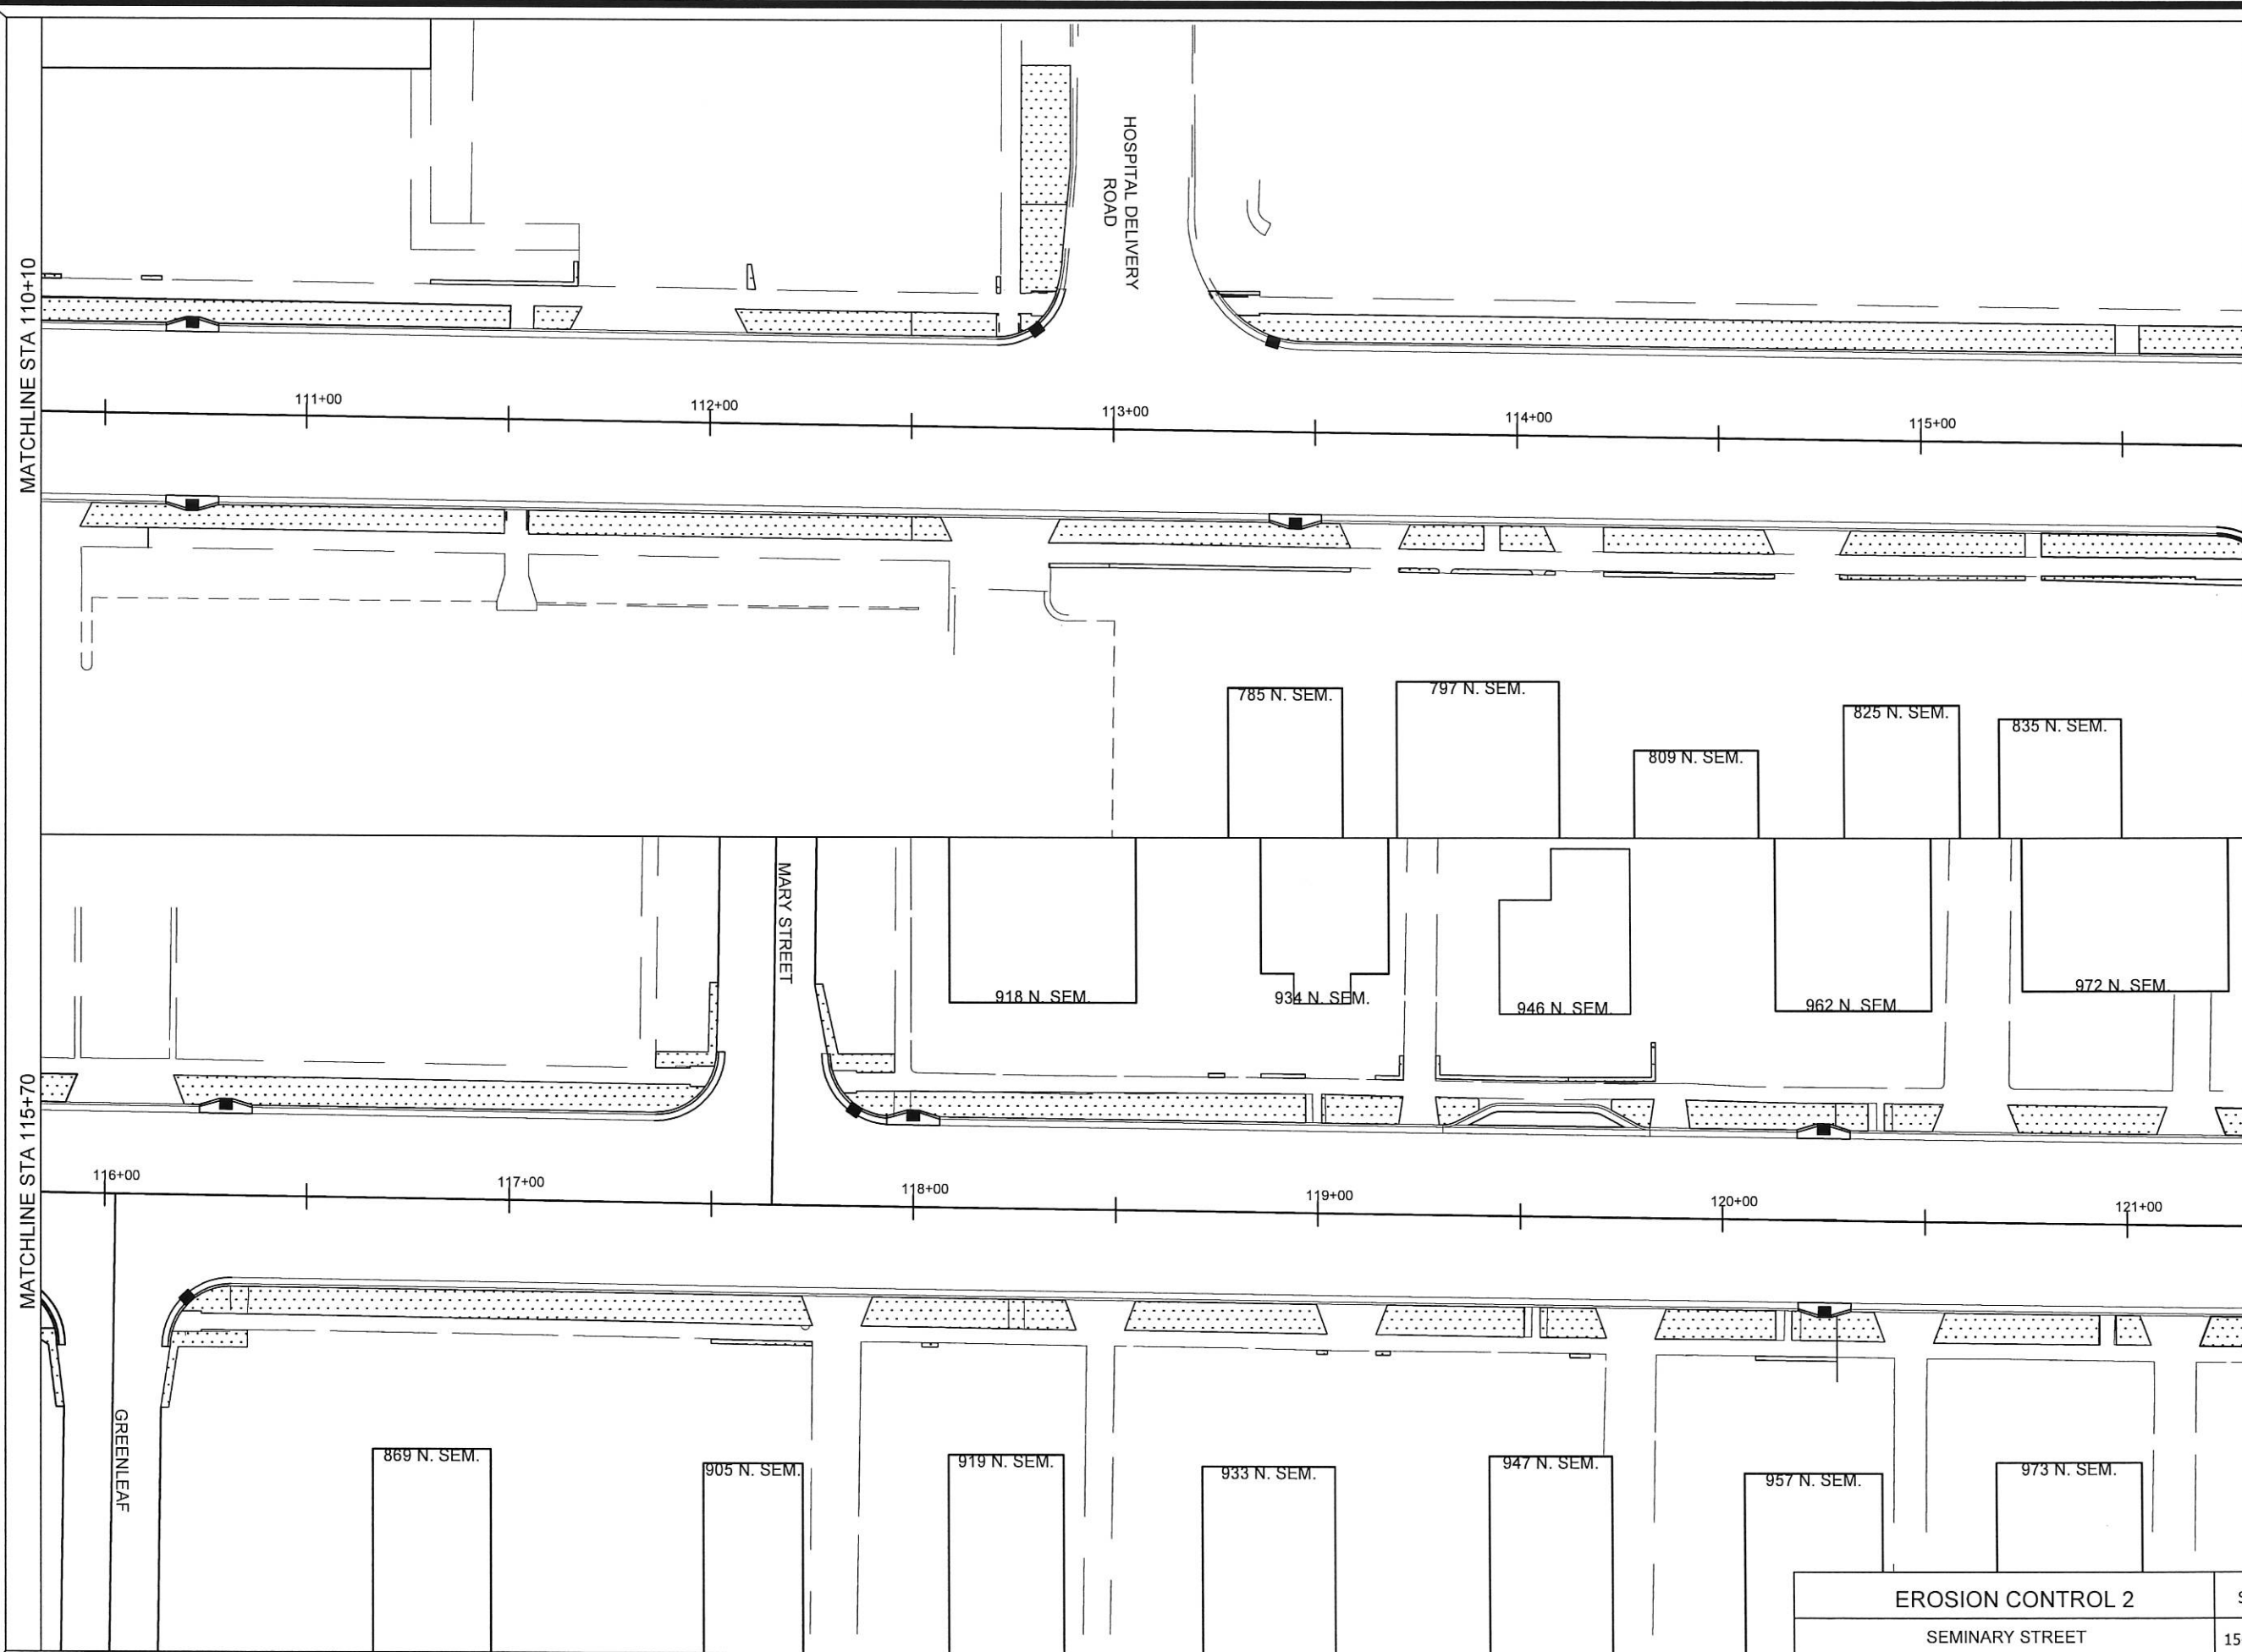 HOSPITAL DELIVERY
ROAD
MATCHLINE STA 110+10
111+00
112+00
113+00
114+00
115+00
785 N. SEM.
797 N. SEM.
809 N. SEM.
825 N. SEM.
835 N. SEM.
MARY STREET
918 N. SEM.
934 N. SEM.
946 N. SEM.
962 N. SEM.
972 N. SEM.
MATCHLINE STA 115+70
116+00
117+00
118+00
119+00
120+00
121+00
GREENLEAF
869 N. SEM.
905 N. SEM.
919 N. SEM.
933 N. SEM.
947 N. SEM.
957 N. SEM.
973 N. SEM.
EROSION CONTROL 2
SEMINARY STREET
15